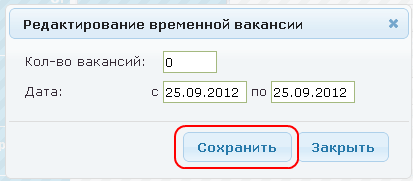 Редактирование временной вакансии
Кол-во вакансий: 0
Дата: с 25.09.2012 по 25.09.2012
Сохранить Закрыть